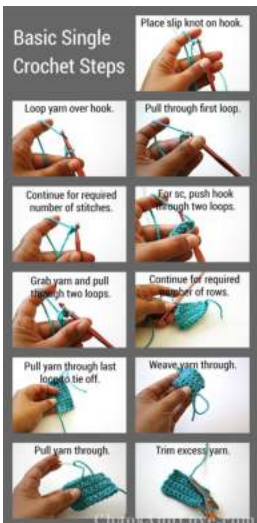 Basic Single
Crochet Steps
Place slip knot on hook.
Loop yarn over hook.
Pull through first loop.
Continue for required
number of stitches.
For sc, push hook
through two loops.
Grab yarn and pull
through two loops.
Continue for required
number of rows.
Pull yarn through last
loop to tie off.
Weave yarn through.
Pull yarn through.
Trim excess yarn.